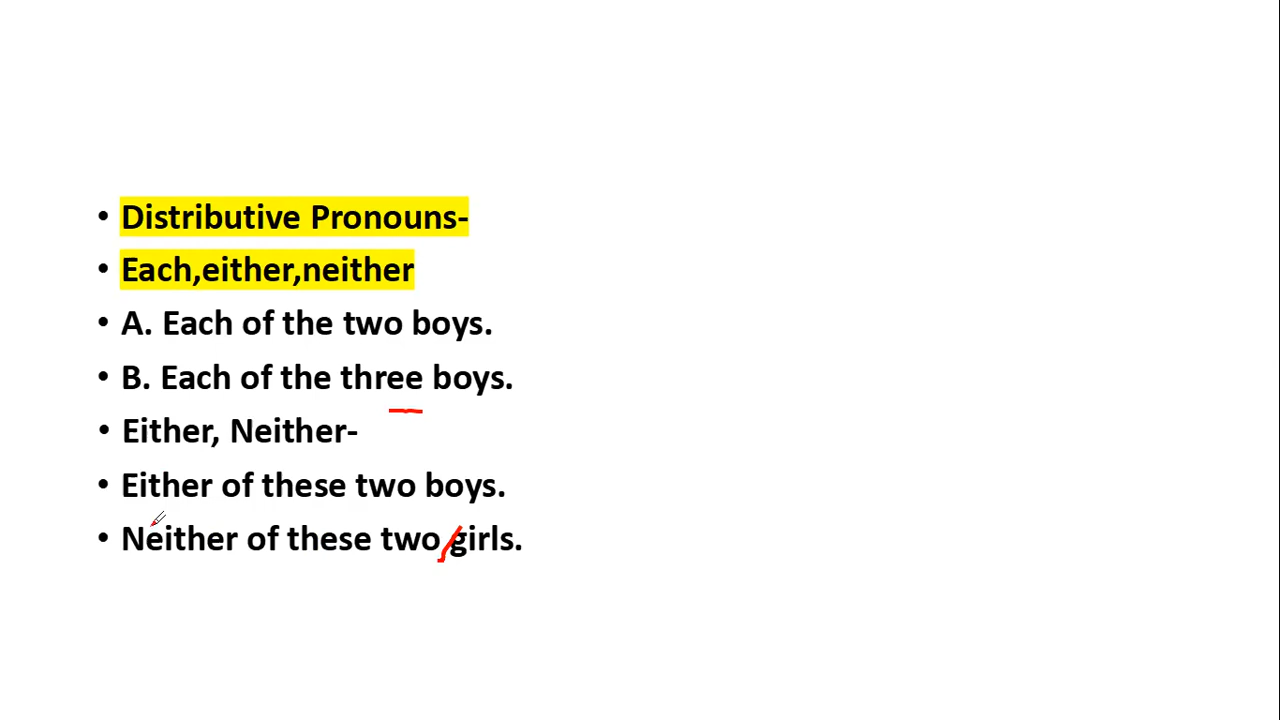 • Distributive Pronouns-
• Each,either,neither
• A. Each of the two boys.
• B. Each of the three boys.
• Either, Neither-
• Either of these two boys.
• Neither of these two girls.